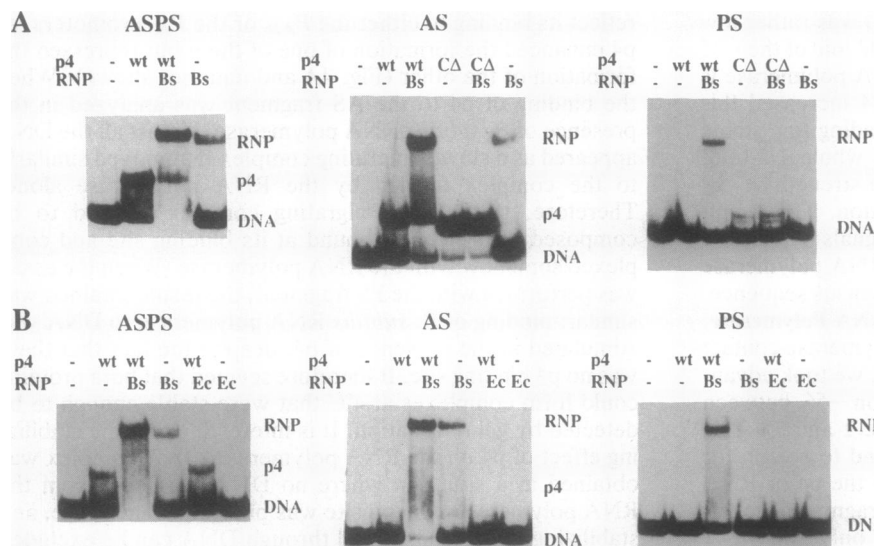 A ASPS AS PS
p4 - wt wt - p4 - wt wt CΔ CΔ - p4 - wt wt CΔ CΔ -
RNP - - Bs Bs RNP - - Bs - Bs Bs RNP - - Bs - Bs Bs
RNP RNP RNP
p4 p4
DNA DNA DNA
B ASPS AS PS
p4 - wt wt - wt - p4 - wt wt - wt - p4 - wt wt - wt -
RNP - - Bs Bs Ec Ec RNP - - Bs Bs Ec Ec RNP - - Bs Bs Ec Ec
RNP RNP RNP
p4 p4
DNA DNA DN